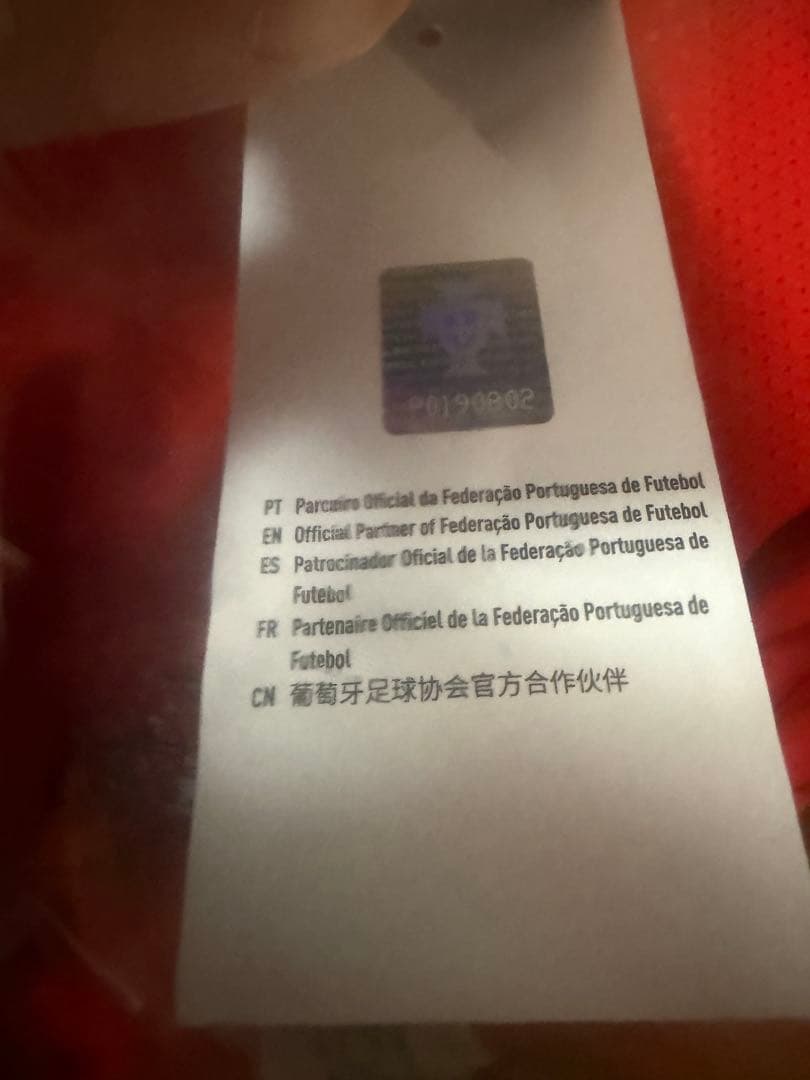 P0190802
PT Parceiro Official da Federação Portuguesa de Futebol
EN Official Partner of Federação Portuguesa de Futebol
ES Patrocinador Oficial de la Federação Portuguesa de
Futebol
FR Partenaire Officiel de la Federação Portuguesa de
Futebol
CN 葡萄牙足球协会官方合作伙伴